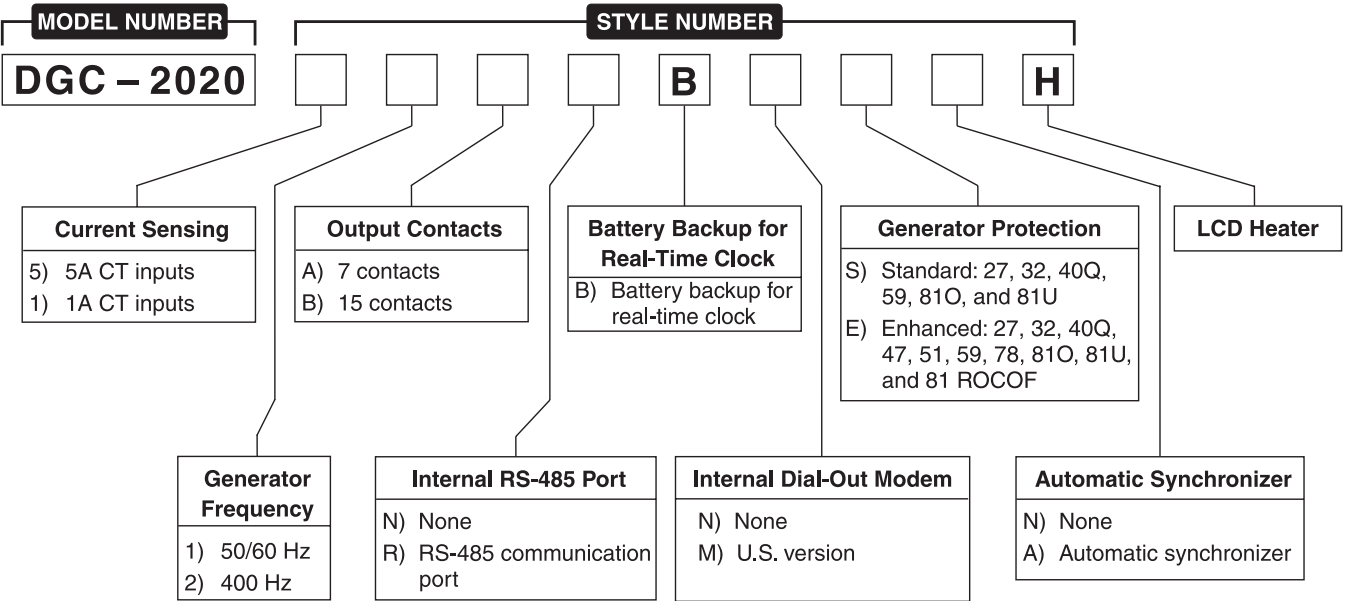 MODEL NUMBER
STYLE NUMBER
DGC – 2020
B
H
Current Sensing
5) 5A CT inputs
1) 1A CT inputs
Output Contacts
A) 7 contacts
B) 15 contacts
Battery Backup for
Real-Time Clock
B) Battery backup for
real-time clock
Generator Protection
S) Standard: 27, 32, 40Q,
59, 81O, and 81U
E) Enhanced: 27, 32, 40Q,
47, 51, 59, 78, 81O, 81U,
and 81 ROCOF
LCD Heater
Generator
Frequency
1) 50/60 Hz
2) 400 Hz
Internal RS-485 Port
N) None
R) RS-485 communication
port
Internal Dial-Out Modem
N) None
M) U.S. version
Automatic Synchronizer
N) None
A) Automatic synchronizer